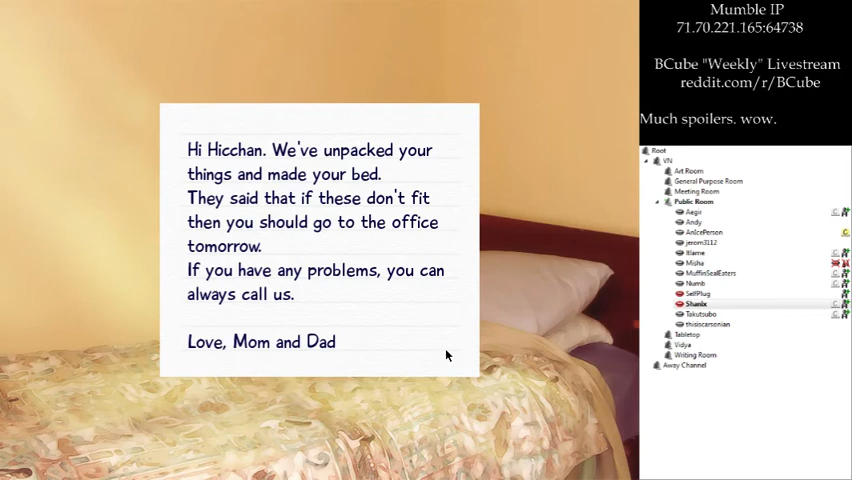 Hi Hicchan. We've unpacked your
things and made your bed.
They said that if these don't fit
then you should go to the office
tomorrow.
If you have any problems, you can
always call us.
Love, Mom and Dad
Mumble IP
71.70.221.165:64738
BCube "Weekly" Livestream
reddit.com/r/BCube
Much spoilers. wow.
Root
VN
Art Room
General Purpose Room
Meeting Room
Public Room
Aegir
Andy
AnIcePerson
jerom3112
Misha
MuffinSealEaters
Numb
SelfPlug
Shanix
Takutsubo
thisiscarsonian
Tabletop
Vidya
Writing Room
Away Channel